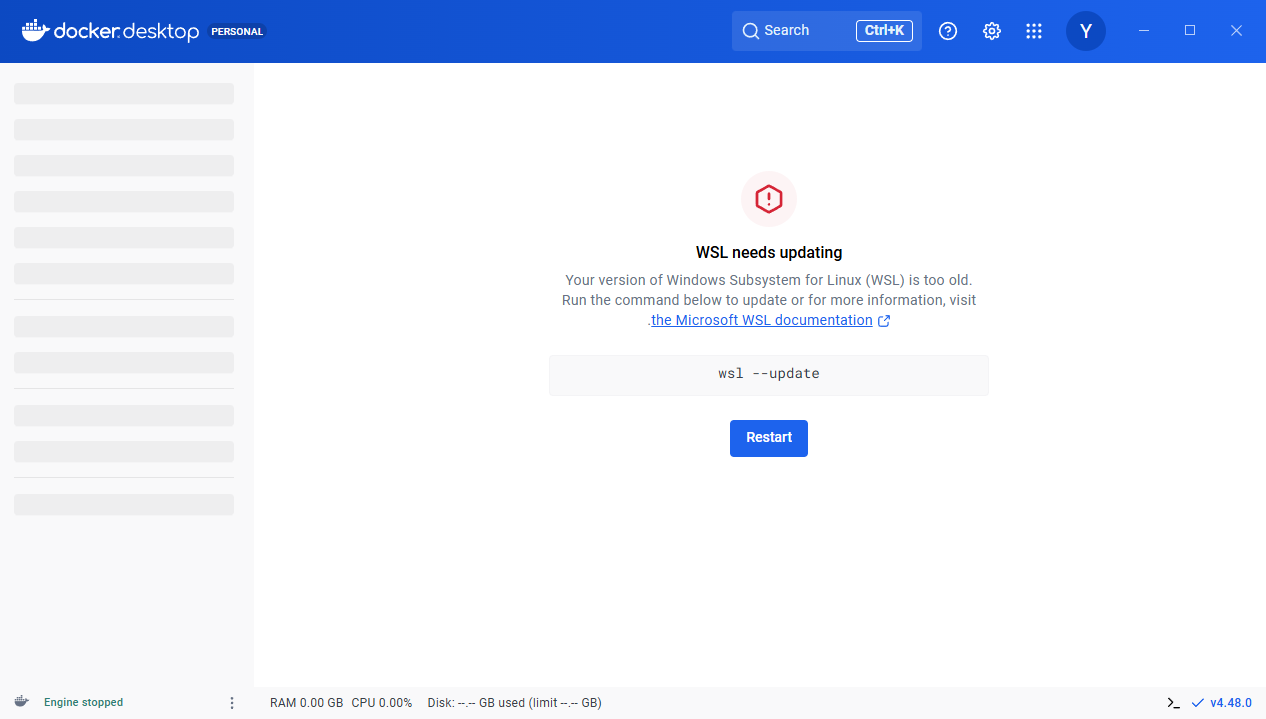 docker.desktop PERSONAL
Search Ctrl+K
Y
WSL needs updating
Your version of Windows Subsystem for Linux (WSL) is too old.
Run the command below to update or for more information, visit
.the Microsoft WSL documentation
wsl --update
Restart
Engine stopped
RAM 0.00 GB CPU 0.00% Disk: --.-- GB used (limit --.-- GB)
v4.48.0